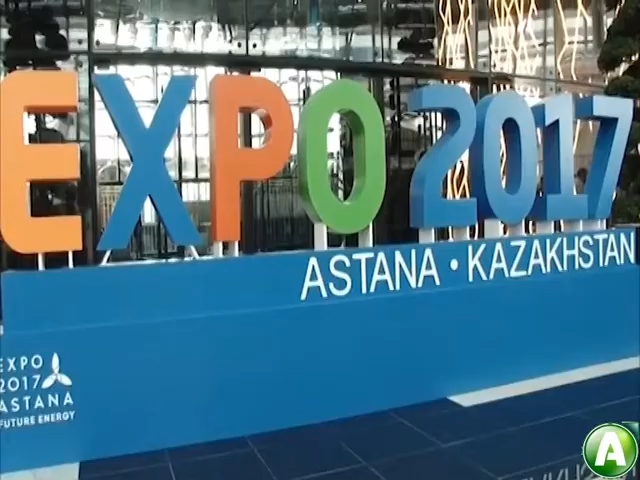 EXPO 2017
ASTANA • KAZAKHSTAN
EXPO
2017
ASTANA
FUTURE ENERGY
A